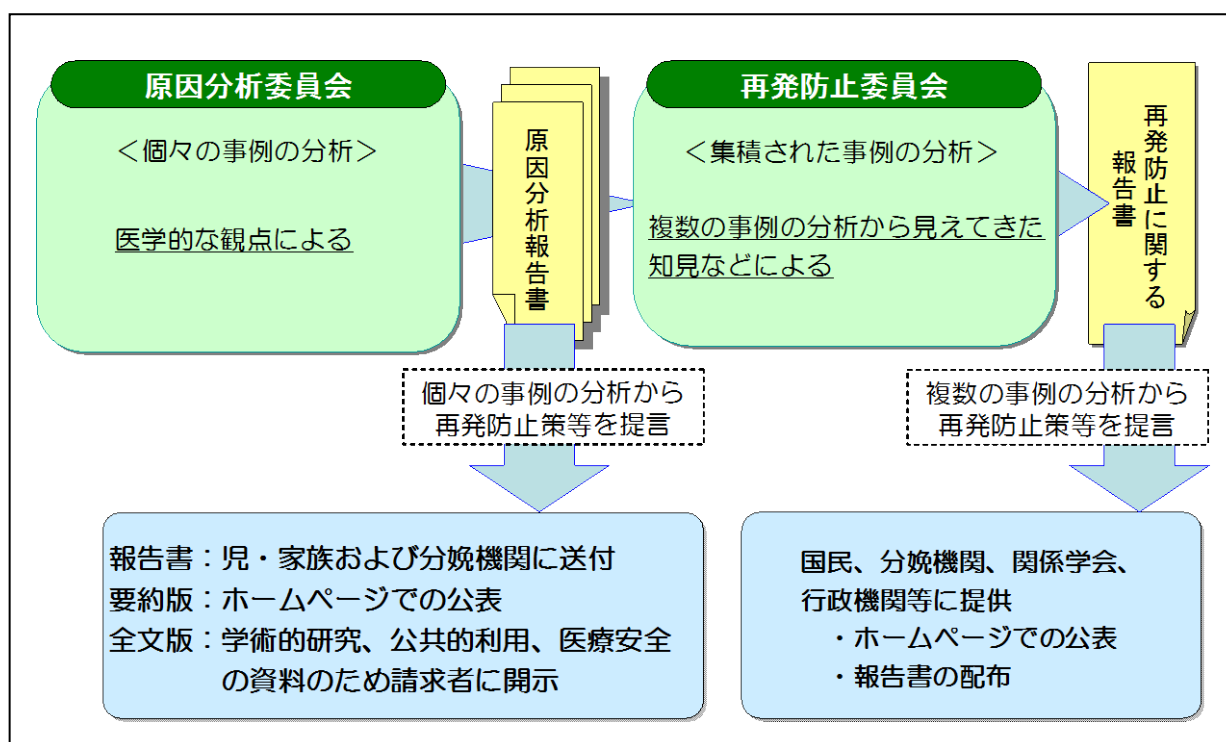 原因分析委員会
＜個々の事例の分析＞
医学的な観点による
原因分析報告書
再発防止委員会
＜集積された事例の分析＞
複数の事例の分析から見えてきた
知見などによる
再発防止に関する
報告書
個々の事例の分析から
再発防止策等を提言
複数の事例の分析から
再発防止策等を提言
報告書：児・家族および分娩機関に送付
要約版：ホームページでの公表
全文版：学術的研究、公共的利用、医療安全
の資料のため請求者に開示
国民、分娩機関、関係学会、
行政機関等に提供
・ホームページでの公表
・報告書の配布